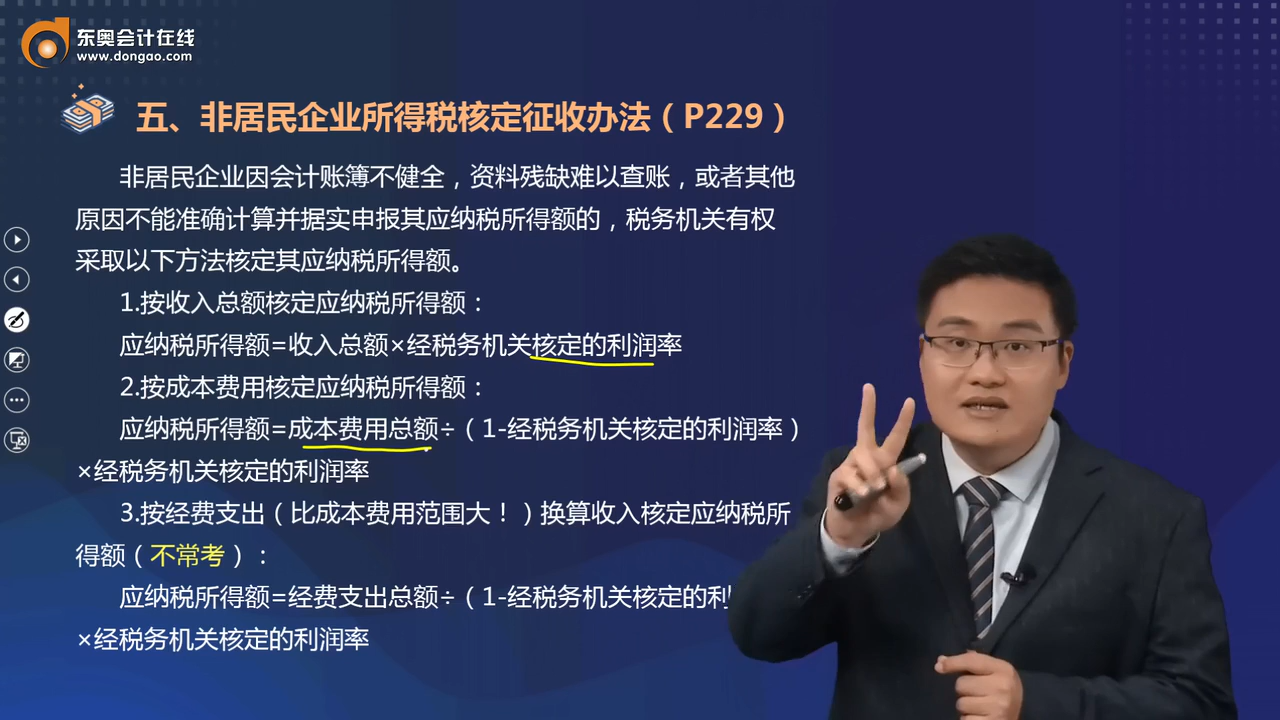 东奥会计在线
www.dongao.com
五、非居民企业所得税核定征收办法（P229）
非居民企业因会计账簿不健全，资料残缺难以查账，或者其他
原因不能准确计算并据实申报其应纳税所得额的，税务机关有权
采取以下方法核定其应纳税所得额。
1.按收入总额核定应纳税所得额：
应纳税所得额=收入总额×经税务机关核定的利润率
2.按成本费用核定应纳税所得额：
应纳税所得额=成本费用总额÷（1-经税务机关核定的利润率）
×经税务机关核定的利润率
3.按经费支出（比成本费用范围大！）换算收入核定应纳税所
得额（不常考）：
应纳税所得额=经费支出总额÷（1-经税务机关核定的利
×经税务机关核定的利润率